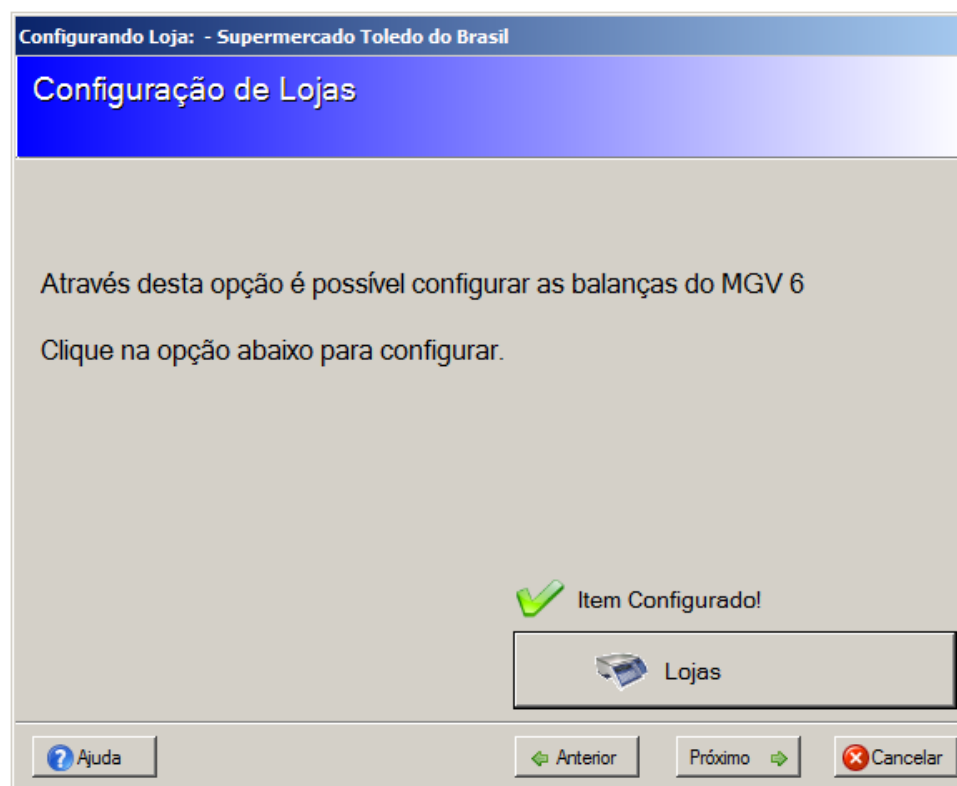 Configurando Loja: - Supermercado Toledo do Brasil
Configuração de Lojas
Através desta opção é possível configurar as balanças do MGV 6
Clique na opção abaixo para configurar.
Item Configurado!
Lojas
Ajuda
Anterior
Próximo
Cancelar